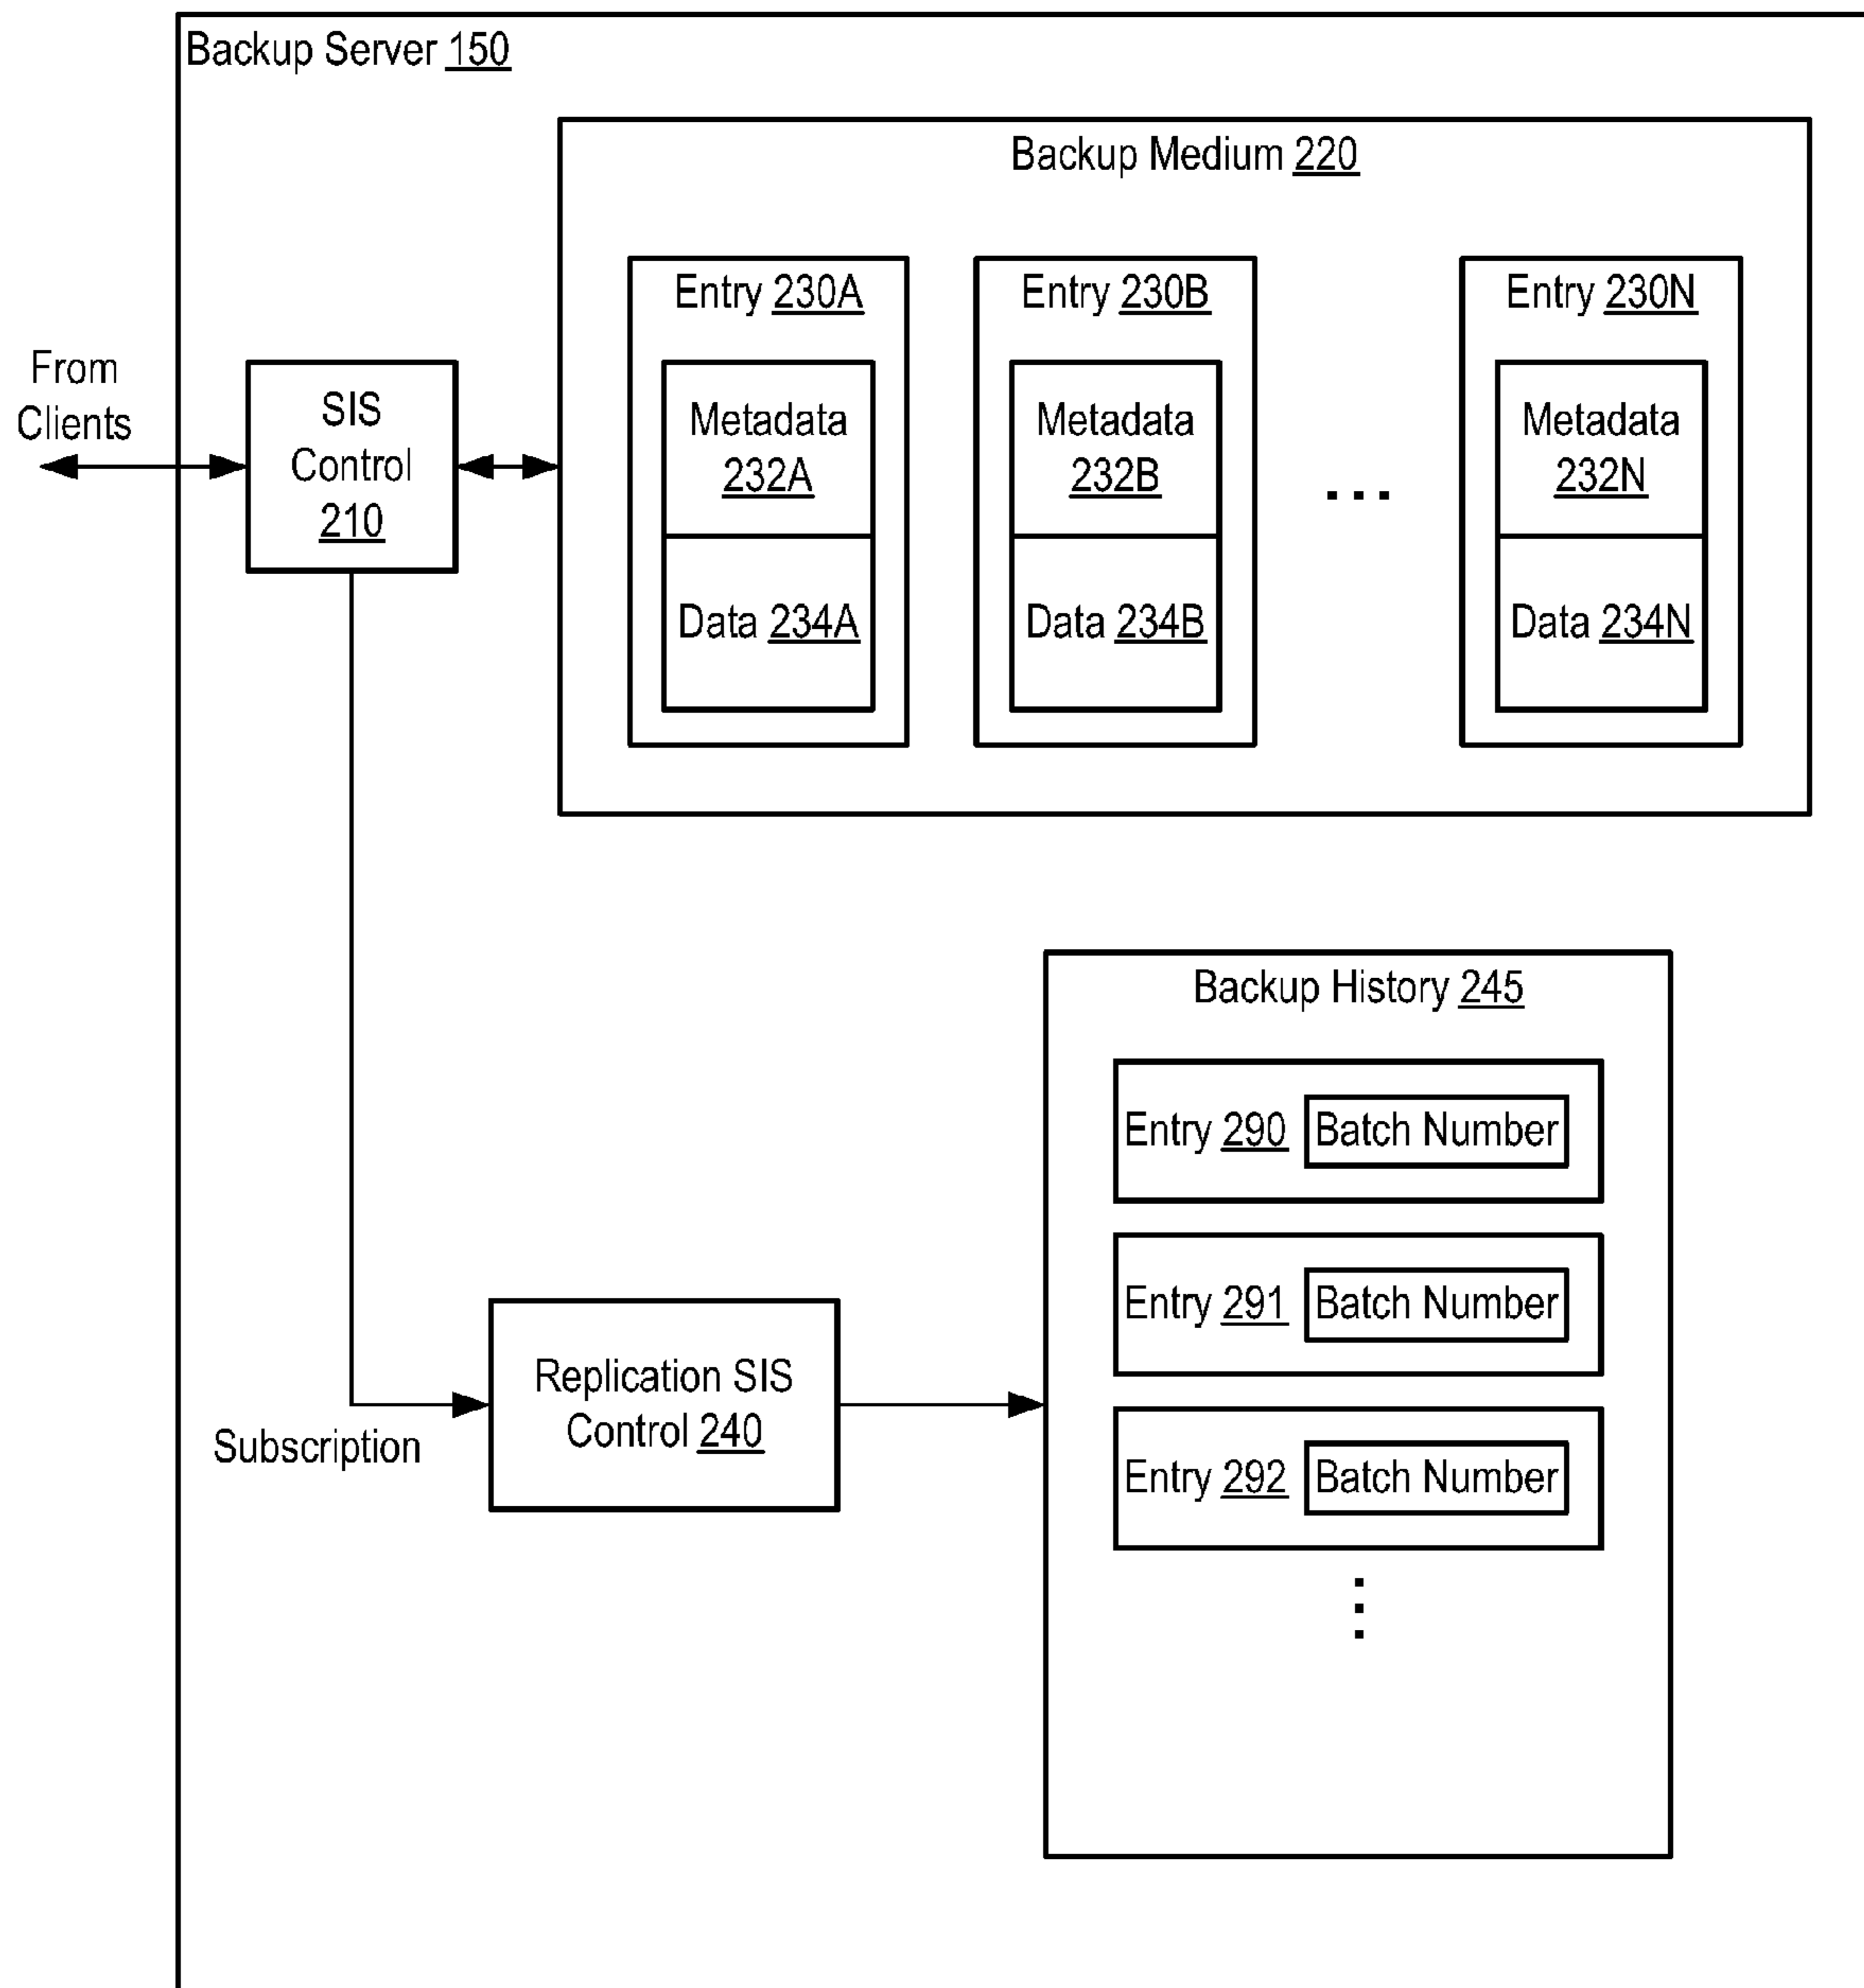 Backup Server 150
Backup Medium 220
Entry 230A
Entry 230B
Entry 230N
From
Clients
SIS
Control
210
Metadata
232A
Metadata
232B
Metadata
232N
...
Data 234A
Data 234B
Data 234N
Backup History 245
Entry 290 Batch Number
Entry 291 Batch Number
Replication SIS
Control 240
Subscription
Entry 292 Batch Number